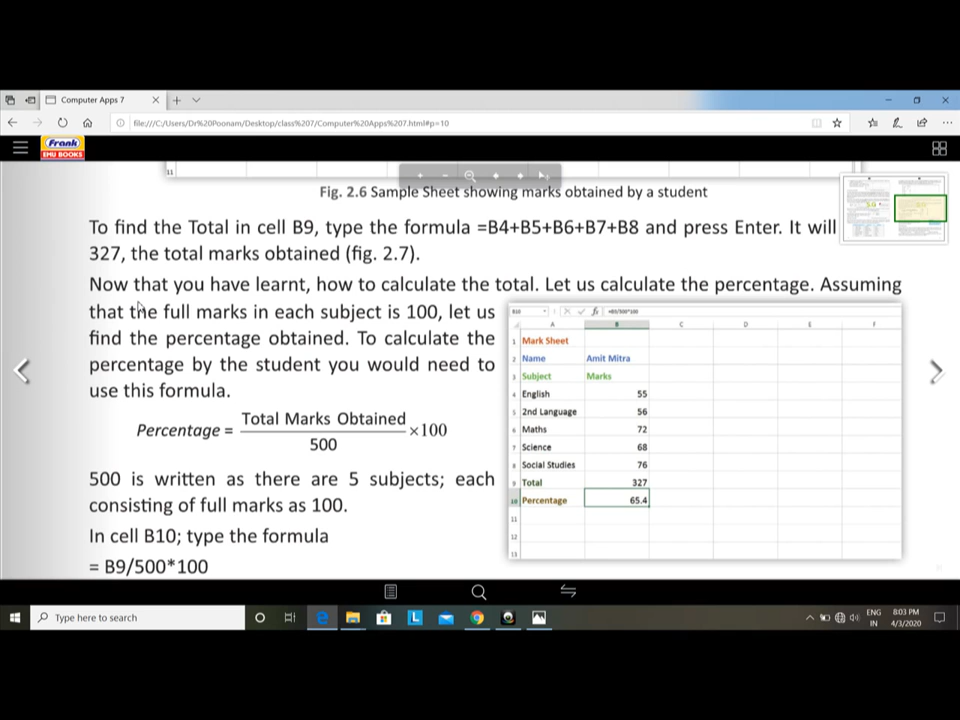 Computer Apps 7
file:///C:/Users/Dr%20Poonam/Desktop/class%207/Computer%20Apps%207.html#p=10
Frank
EMU BOOKS
11
Fig. 2.6 Sample Sheet showing marks obtained by a student
To find the Total in cell B9, type the formula =B4+B5+B6+B7+B8 and press Enter. It will
327, the total marks obtained (fig. 2.7).
Now that you have learnt, how to calculate the total. Let us calculate the percentage. Assuming
that the full marks in each subject is 100, let us
find the percentage obtained. To calculate the
percentage by the student you would need to
use this formula.
Percentage = Total Marks Obtained
500
×100
500 is written as there are 5 subjects; each
consisting of full marks as 100.
In cell B10; type the formula
= B9/500*100
B10 fx =B9/500*100
A B C D E F
1 Mark Sheet
2 Name Amit Mitra
3 Subject Marks
4 English 55
5 2nd Language 56
6 Maths 72
7 Science 68
8 Social Studies 76
9 Total 327
10 Percentage 65.4
11
12
13
Type here to search
ENG
IN
8:03 PM
4/3/2020